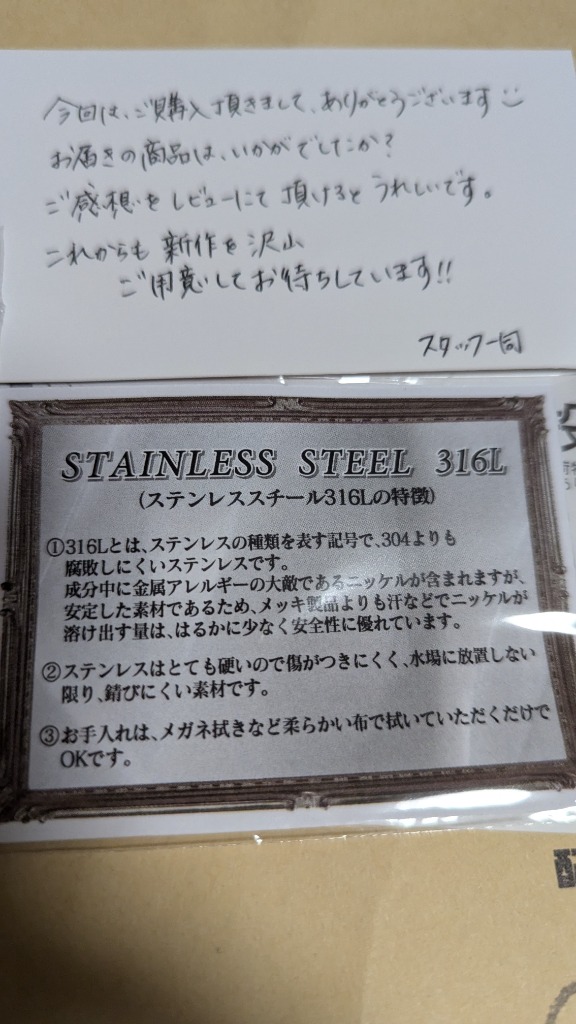 今回は、ご購入頂きまして、ありがとうございます
お届きの商品は、いかがでしたか?
ご感想をレビューにて頂けるとうれしいです。
これからも新作を沢山
ご用意してお待ちしています!!
スタッフ一同
STAINLESS STEEL 316L
(ステンレススチール316Lの特徴)
①316Lとは、ステンレスの種類を表す記号で、304よりも
腐敗しにくいステンレスです。
成分中に金属アレルギーの大敵であるニッケルが含まれますが、
安定した素材であるため、メッキ製品よりも汗などでニッケルが
溶け出す量は、はるかに少なく安全性に優れています。
②ステンレスはとても硬いので傷がつきにくく、水場に放置しない
限り、錆びにくい素材です。
③お手入れは、メガネ拭きなど柔らかい布で拭いていただくだけで
OKです。